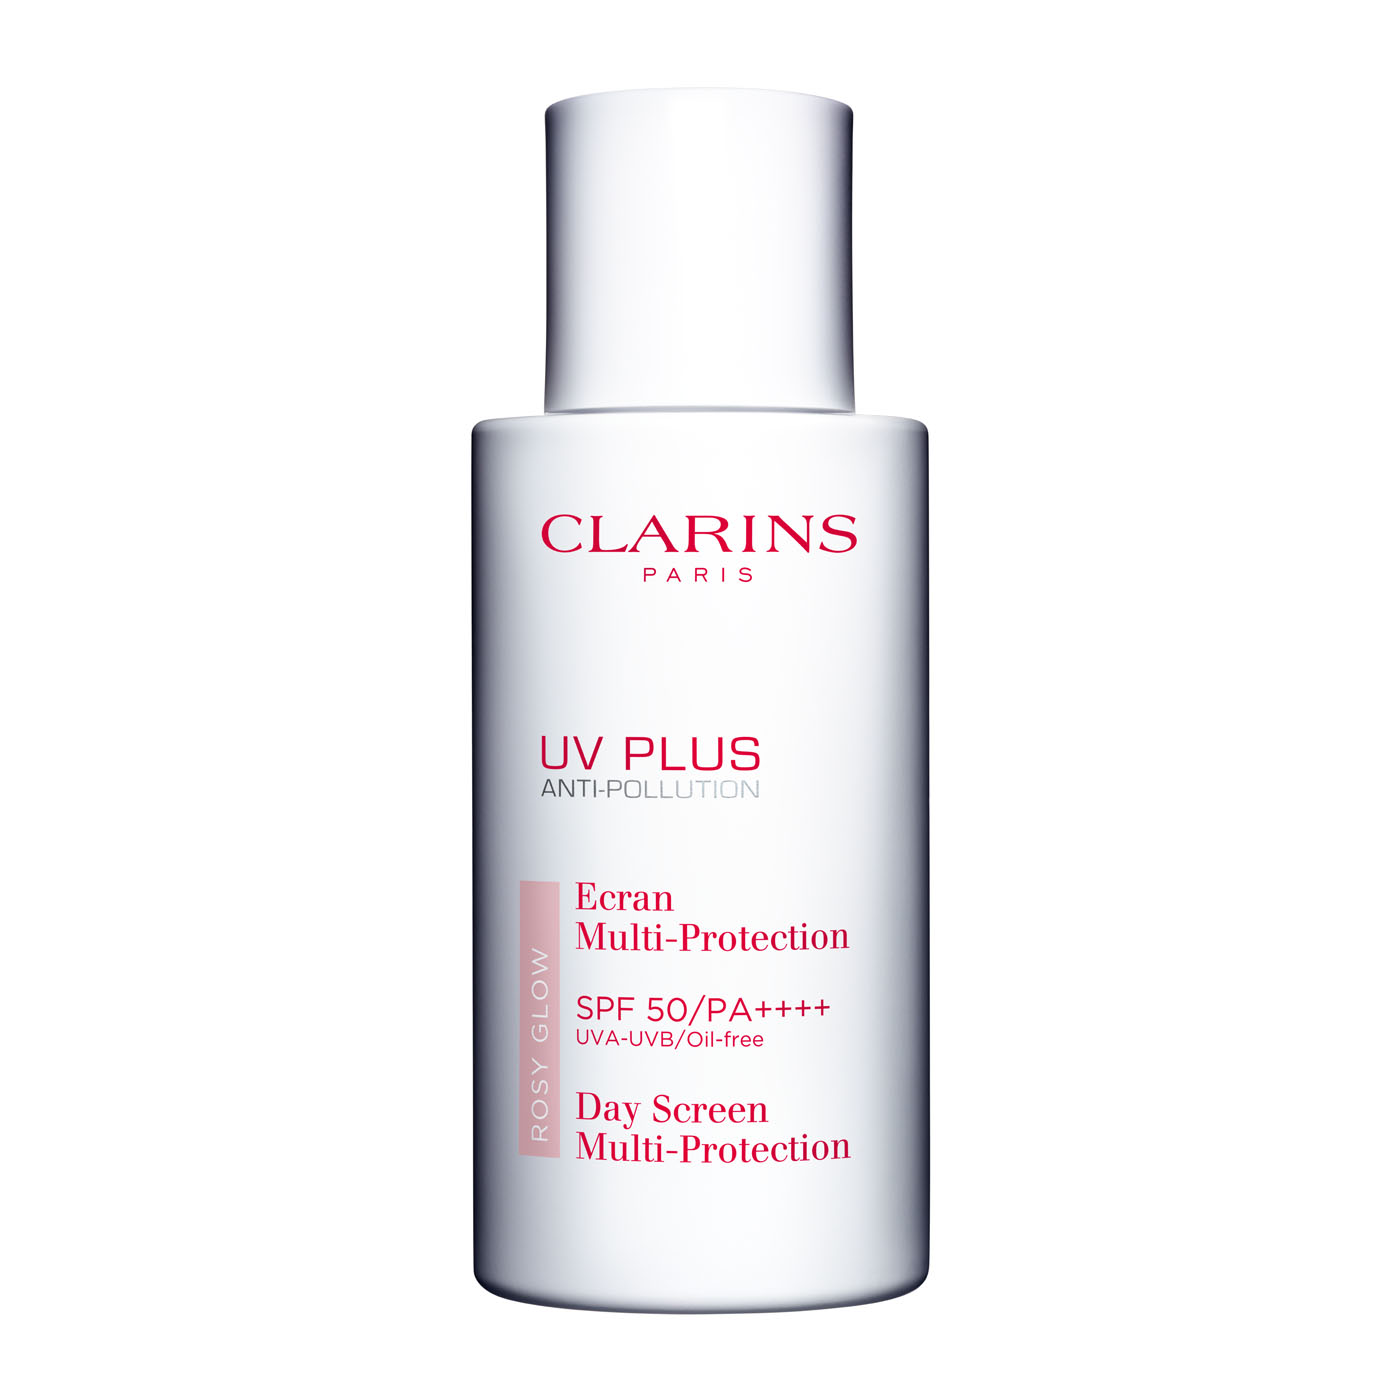 CLARINS
PARIS
UV PLUS
ANTI-POLLUTION
ROSY GLOW
Ecran
Multi-Protection
SPF 50/PA++++
UVA-UVB/Oil-free
Day Screen
Multi-Protection